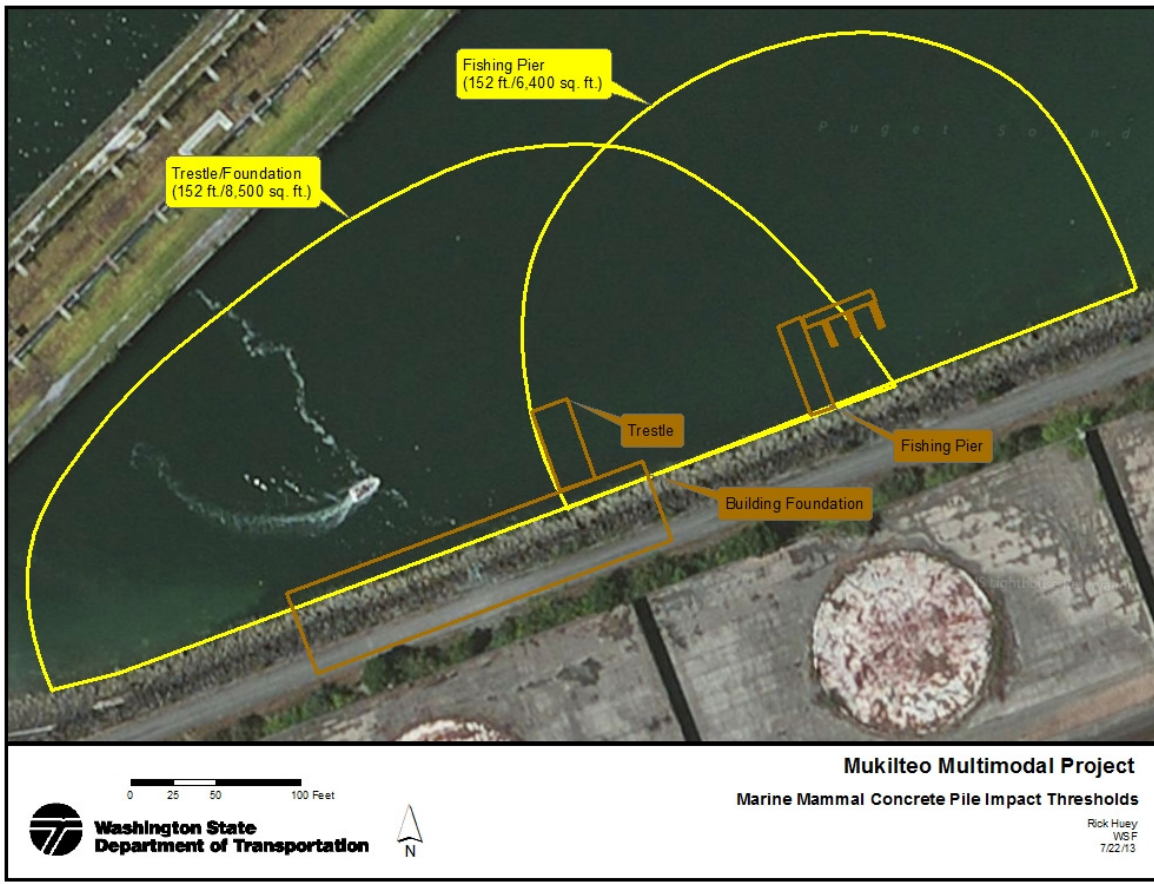 Fishing Pier
(152 ft./6,400 sq. ft.)
Puget Sound
Trestle/Foundation
(152 ft./8,500 sq. ft.)
Trestle
Fishing Pier
Building Foundation
Mukilteo Multimodal Project
Marine Mammal Concrete Pile Impact Thresholds
Rick Huey
WSF
7/22/13
0 25 50 100 Feet
Washington State
Department of Transportation
N